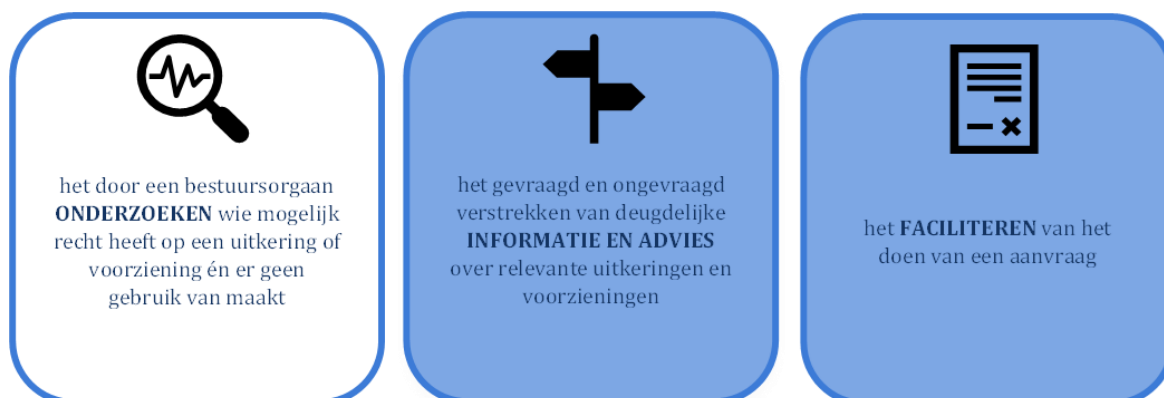 het door een bestuursorgaan
ONDERZOEKEN wie mogelijk
recht heeft op een uitkering of
voorziening én er geen
gebruik van maakt
het gevraagd en ongevraagd
verstrekken van deugdelijke
INFORMATIE EN ADVIES
over relevante uitkeringen en
voorzieningen
het FACILITEREN van het
doen van een aanvraag